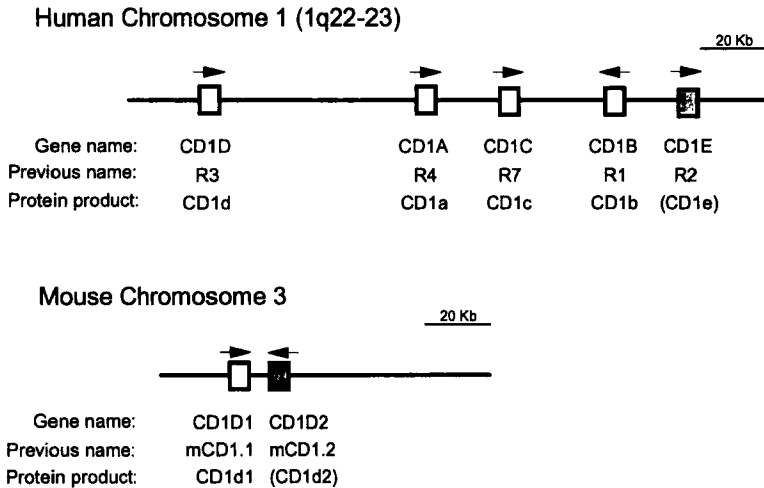 Human Chromosome 1 (1q22-23)
20 Kb
Gene name: CD1D CD1A CD1C CD1B CD1E
Previous name: R3 R4 R7 R1 R2
Protein product: CD1d CD1a CD1c CD1b (CD1e)
Mouse Chromosome 3
20 Kb
Gene name: CD1D1 CD1D2
Previous name: mCD1.1 mCD1.2
Protein product: CD1d1 (CD1d2)